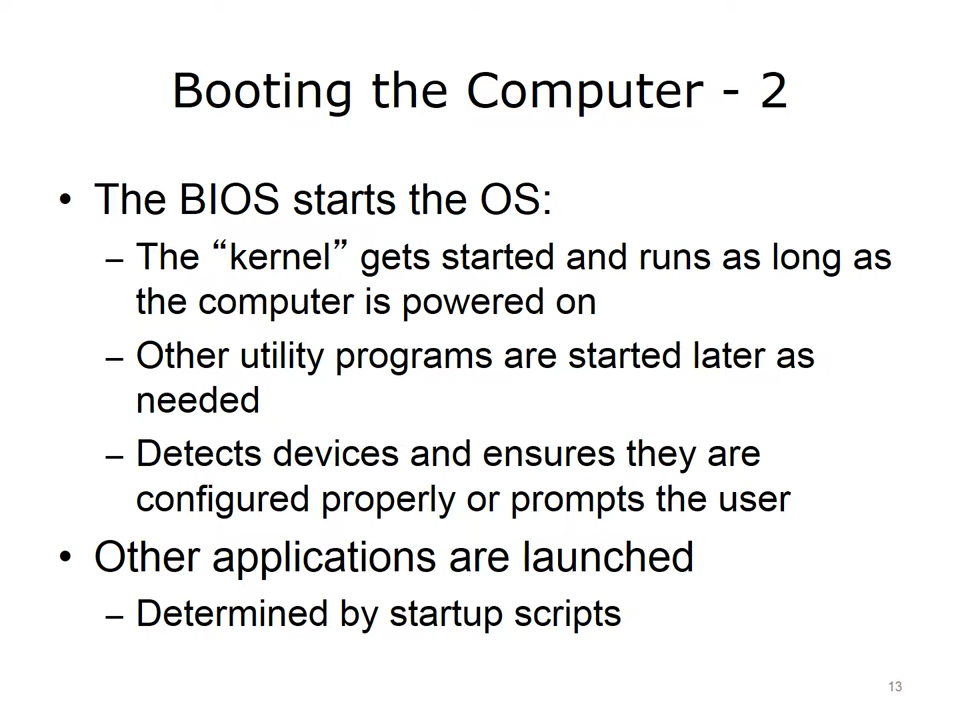 Booting the Computer - 2
• The BIOS starts the OS:
– The “kernel” gets started and runs as long as
the computer is powered on
– Other utility programs are started later as
needed
– Detects devices and ensures they are
configured properly or prompts the user
• Other applications are launched
– Determined by startup scripts
13